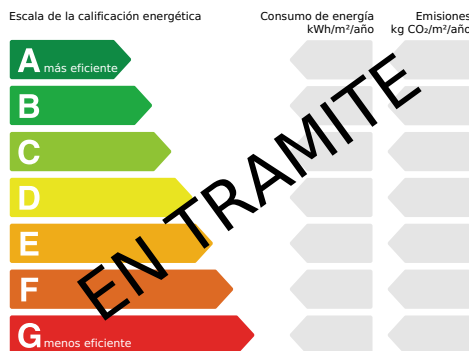 Escala de la calificación energética
Consumo de energía
kWh/m²/año
Emisiones
kg CO₂/m²/año
A más eficiente
B
C
D
E
F
G menos eficiente
EN TRAMITE